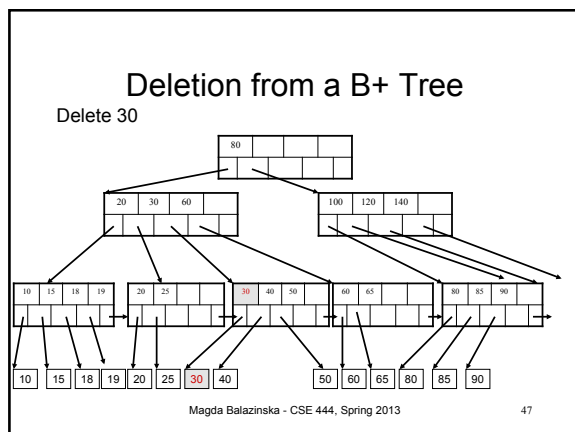 Deletion from a B+ Tree
Delete 30
80
20 30 60
100 120 140
10 15 18 19
20 25
30 40 50
60 65
80 85 90
10 15 18 19 20 25 30 40 50 60 65 80 85 90
Magda Balazinska - CSE 444, Spring 2013 47